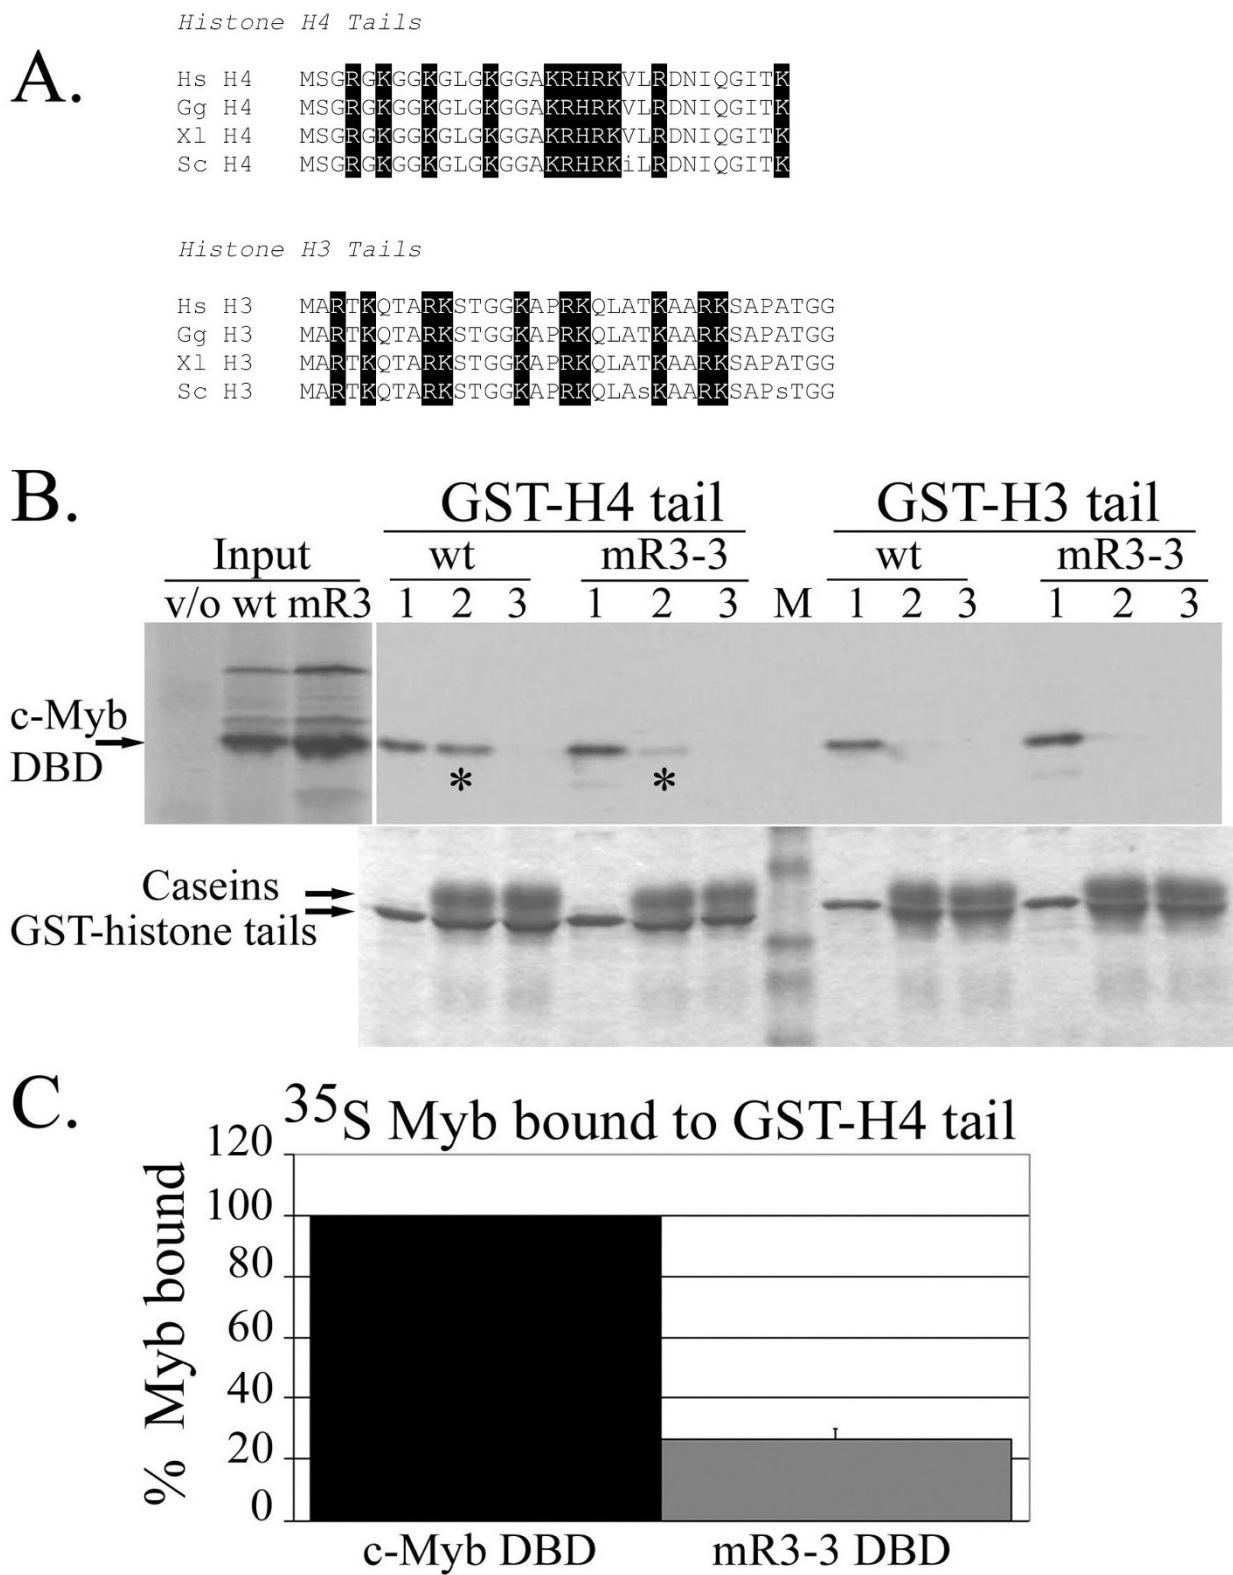 A.
Histone H4 Tails
Hs H4 MSGRGKGGKGLGKGGAKRHRKVLRDNIQGITK
Gg H4 MSGRGKGGKGLGKGGAKRHRKVLRDNIQGITK
Xl H4 MSGRGKGGKGLGKGGAKRHRKVLRDNIQGITK
Sc H4 MSGRGKGGKGLGKGGAKRHRKiLRDNIQGITK
Histone H3 Tails
Hs H3 MARTKQTARKSTGGKAPRKQLATKAARKSAPATGG
Gg H3 MARTKQTARKSTGGKAPRKQLATKAARKSAPATGG
Xl H3 MARTKQTARKSTGGKAPRKQLATKAARKSAPATGG
Sc H3 MARTKQTARKSTGGKAPRKQLAsKAARKSAPsTGG
B.
GST-H4 tail GST-H3 tail
Input wt mR3-3 wt mR3-3
v/o wt mR3 1 2 3 1 2 3 M 1 2 3 1 2 3
c-Myb
DBD
* *
Caseins
GST-histone tails
C.
35S Myb bound to GST-H4 tail
% Myb bound
120
100
80
60
40
20
0
c-Myb DBD mR3-3 DBD